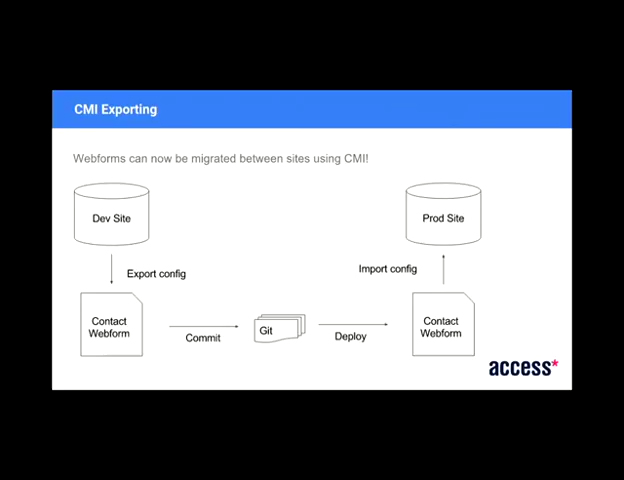 CMI Exporting
Webforms can now be migrated between sites using CMI!
Dev Site
Prod Site
Export config
Import config
Contact
Webform
Commit
Git
Deploy
Contact
Webform
access*